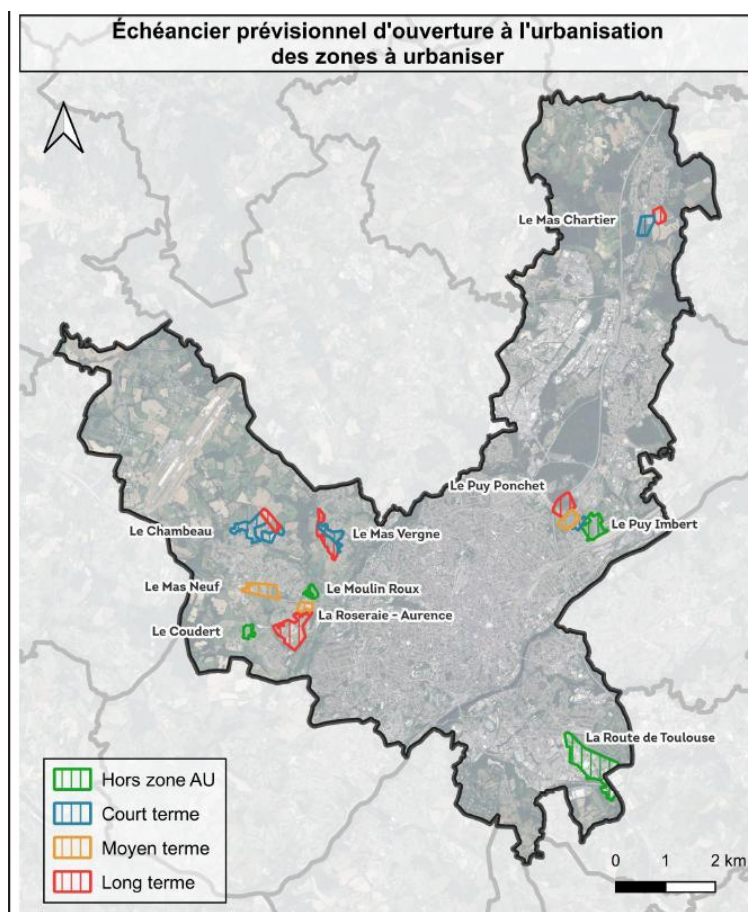 Échéancier prévisionnel d'ouverture à l'urbanisation
des zones à urbaniser
Le Mas Chartier
Le Puy Ponchet
Le Puy Imbert
Le Chambeau
Le Mas Vergne
Le Mas Neuf
Le Moulin Roux
La Roseraie - Aurence
Le Coudert
La Route de Toulouse
Hors zone AU
Court terme
Moyen terme
Long terme
0 1 2 km